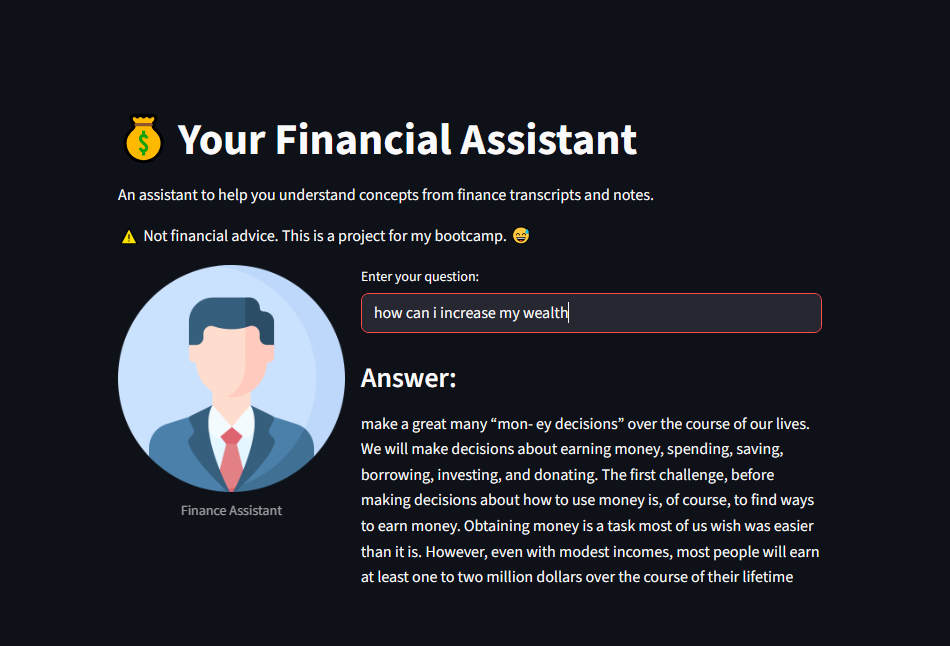 Your Financial Assistant
An assistant to help you understand concepts from finance transcripts and notes.
⚠️ Not financial advice. This is a project for my bootcamp. 😅
Enter your question:
how can i increase my wealth
Answer:
make a great many “mon- ey decisions” over the course of our lives.
We will make decisions about earning money, spending, saving,
borrowing, investing, and donating. The first challenge, before
making decisions about how to use money is, of course, to find ways
to earn money. Obtaining money is a task most of us wish was easier
than it is. However, even with modest incomes, most people will earn
at least one to two million dollars over the course of their lifetime
Finance Assistant